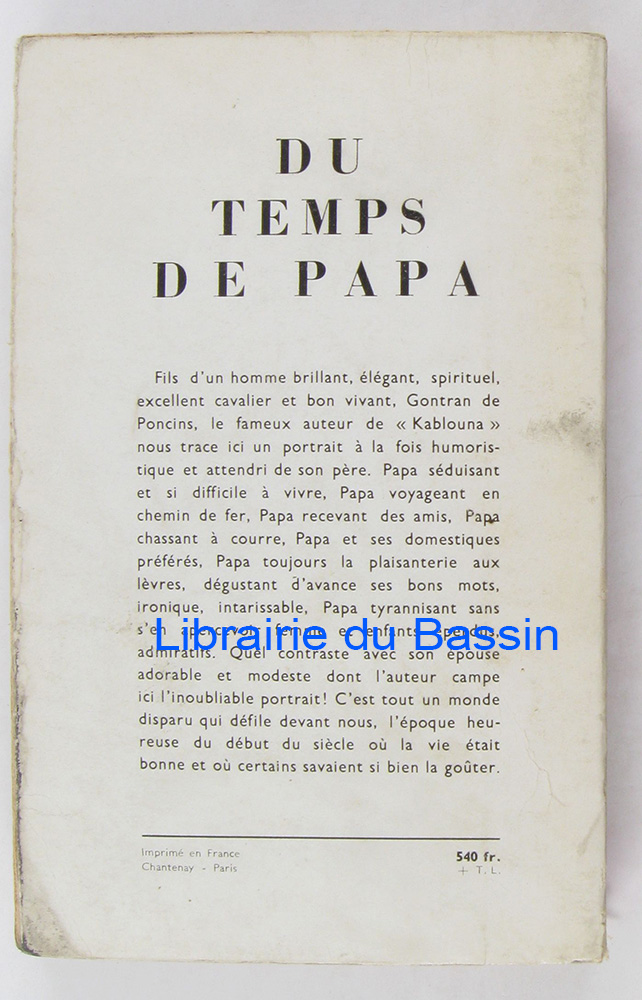 DU
TEMPS
DE PAPA
Fils d'un homme brillant, élégant, spirituel,
excellent cavalier et bon vivant, Gontran de
Poncins, le fameux auteur de « Kablouna »
nous trace ici un portrait à la fois humoris-
tique et attendri de son père. Papa séduisant
et si difficile à vivre, Papa voyageant en
chemin de fer, Papa recevant des amis, Papa
chassant à courre, Papa et ses domestiques
préférés, Papa toujours la plaisanterie aux
lèvres, dégustant d'avance ses bons mots,
ironique, intarissable, Papa tyrannisant sans
s'en apercevoir femme et enfants éperdus,
Librairie du Bassin
admiratifs. Quel contraste avec son épouse
adorable et modeste dont l'auteur campe
ici l'inoubliable portrait! C'est tout un monde
disparu qui défile devant nous, l'époque heu-
reuse du début du siècle où la vie était
bonne et où certains savaient si bien la goûter.
Imprimé en France
Chantenay - Paris
540 fr.
+ T. L.